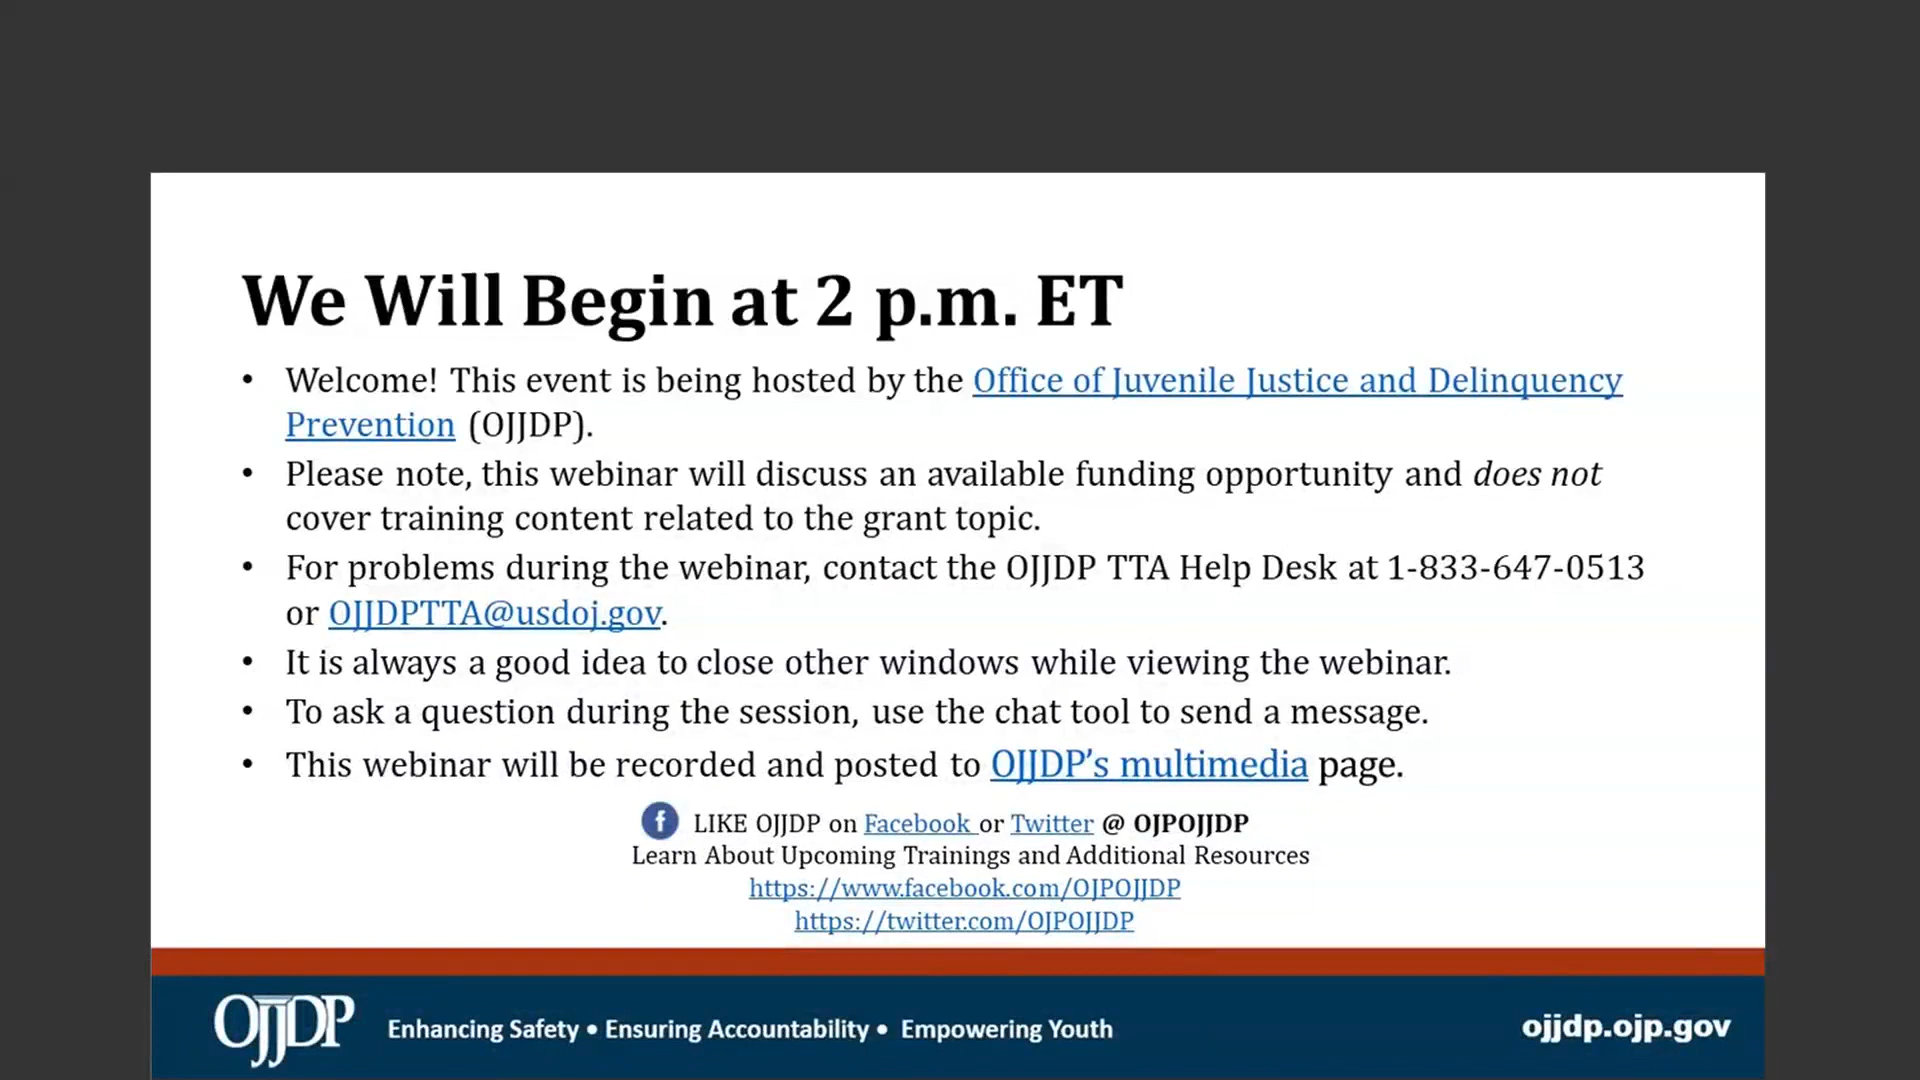 We Will Begin at 2 p.m. ET
• Welcome! This event is being hosted by the Office of Juvenile Justice and Delinquency
Prevention (OJJDP).
• Please note, this webinar will discuss an available funding opportunity and does not
cover training content related to the grant topic.
• For problems during the webinar, contact the OJJDP TTA Help Desk at 1-833-647-0513
or OJJDPTTA@usdoj.gov.
• It is always a good idea to close other windows while viewing the webinar.
• To ask a question during the session, use the chat tool to send a message.
• This webinar will be recorded and posted to OJJDP’s multimedia page.
f LIKE OJJDP on Facebook or Twitter @ OJPOJJDP
Learn About Upcoming Trainings and Additional Resources
https://www.facebook.com/OJPOJJDP
https://twitter.com/OJPOJJDP
OJJDP Enhancing Safety • Ensuring Accountability • Empowering Youth ojjdp.ojp.gov